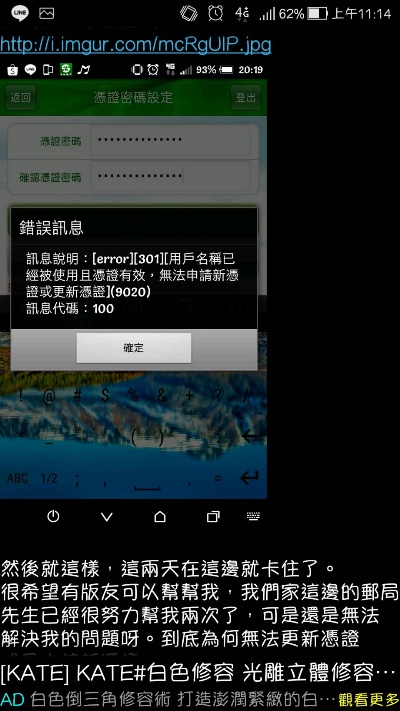 LINE 4G 62% 上午11:14
http://i.imgur.com/mcRgUIP.jpg
LINE 4G 93% 20:19
返回 憑證密碼設定 登出
憑證密碼 ••••••••••••••
確認憑證密碼 ••••••••••••••
錯誤訊息
訊息說明：[error][301][用戶名稱已
經被使用且憑證有效，無法申請新憑
證或更新憑證](9020)
訊息代碼：100
確定
! @ # $ % & + ? /
ABC 1/2 ; , . =
然後就這樣，這兩天在這邊就卡住了。
很希望有版友可以幫幫我，我們家這邊的郵局
先生已經很努力幫我兩次了，可是還是無法
解決我的問題呀。到底為何無法更新憑證
[KATE] KATE#白色修容 光雕立體修容…
AD 白色倒三角修容術 打造澎潤緊緻的白… 觀看更多